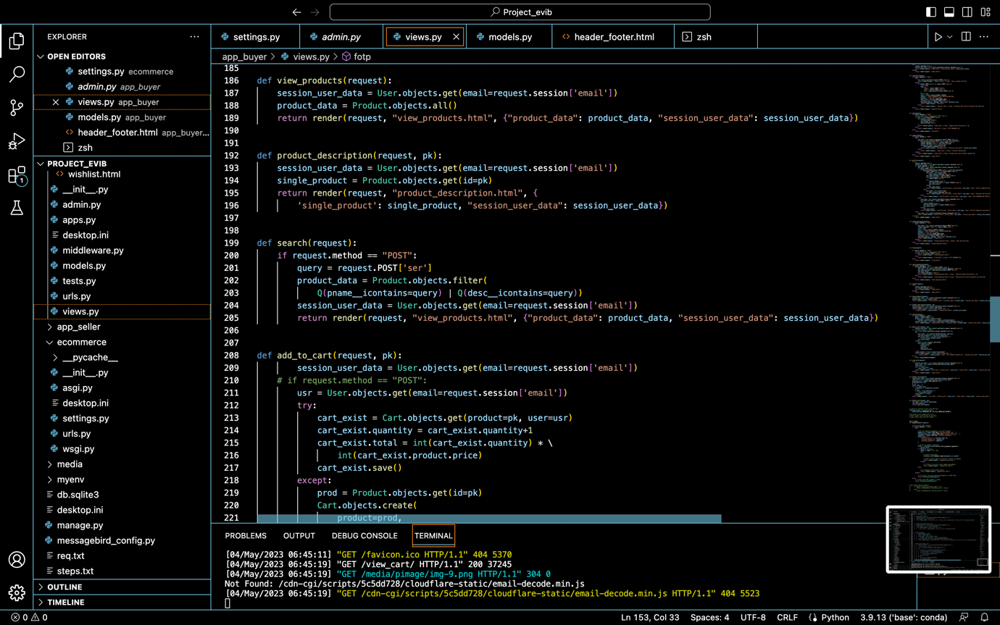 Project_evib
EXPLORER
OPEN EDITORS
settings.py ecommerce
admin.py app_buyer
views.py app_buyer
models.py app_buyer
header_footer.html app_buyer...
zsh
PROJECT_EVIB
wishlist.html
__init__.py
admin.py
apps.py
desktop.ini
middleware.py
models.py
tests.py
urls.py
views.py
app_seller
ecommerce
__pycache__
__init__.py
asgi.py
desktop.ini
settings.py
urls.py
wsgi.py
media
myenv
db.sqlite3
desktop.ini
manage.py
messagebird_config.py
req.txt
steps.txt
OUTLINE
TIMELINE
1
settings.py admin.py views.py models.py header_footer.html zsh
app_buyer > views.py > fotp
185
186 def view_products(request):
187 session_user_data = User.objects.get(email=request.session['email'])
188 product_data = Product.objects.all()
189 return render(request, "view_products.html", {"product_data": product_data, "session_user_data": session_user_data})
190
191
192 def product_description(request, pk):
193 session_user_data = User.objects.get(email=request.session['email'])
194 single_product = Product.objects.get(id=pk)
195 return render(request, "product_description.html", {
196 'single_product': single_product, "session_user_data": session_user_data})
197
198
199 def search(request):
200 if request.method == "POST":
201 query = request.POST['ser']
202 product_data = Product.objects.filter(
203 Q(pname__icontains=query) | Q(desc__icontains=query))
204 session_user_data = User.objects.get(email=request.session['email'])
205 return render(request, "view_products.html", {"product_data": product_data, "session_user_data": session_user_data})
206
207
208 def add_to_cart(request, pk):
209 session_user_data = User.objects.get(email=request.session['email'])
210 # if request.method == "POST":
211 usr = User.objects.get(email=request.session['email'])
212 try:
213 cart_exist = Cart.objects.get(product=pk, user=usr)
214 cart_exist.quantity = cart_exist.quantity+1
215 cart_exist.total = int(cart_exist.quantity) * \
216 int(cart_exist.product.price)
217 cart_exist.save()
218 except:
219 prod = Product.objects.get(id=pk)
220 Cart.objects.create(
221 product=prod,
PROBLEMS OUTPUT DEBUG CONSOLE TERMINAL
[04/May/2023 06:45:11] "GET /favicon.ico HTTP/1.1" 404 5370
[04/May/2023 06:45:19] "GET /view_cart/ HTTP/1.1" 200 37245
[04/May/2023 06:45:19] "GET /media/pimage/img-9.png HTTP/1.1" 304 0
Not Found: /cdn-cgi/scripts/5c5dd728/cloudflare-static/email-decode.min.js
[04/May/2023 06:45:19] "GET /cdn-cgi/scripts/5c5dd728/cloudflare-static/email-decode.min.js HTTP/1.1" 404 5523
0 0
Ln 153, Col 33 Spaces: 4 UTF-8 CRLF Python 3.9.13 ('base': conda)